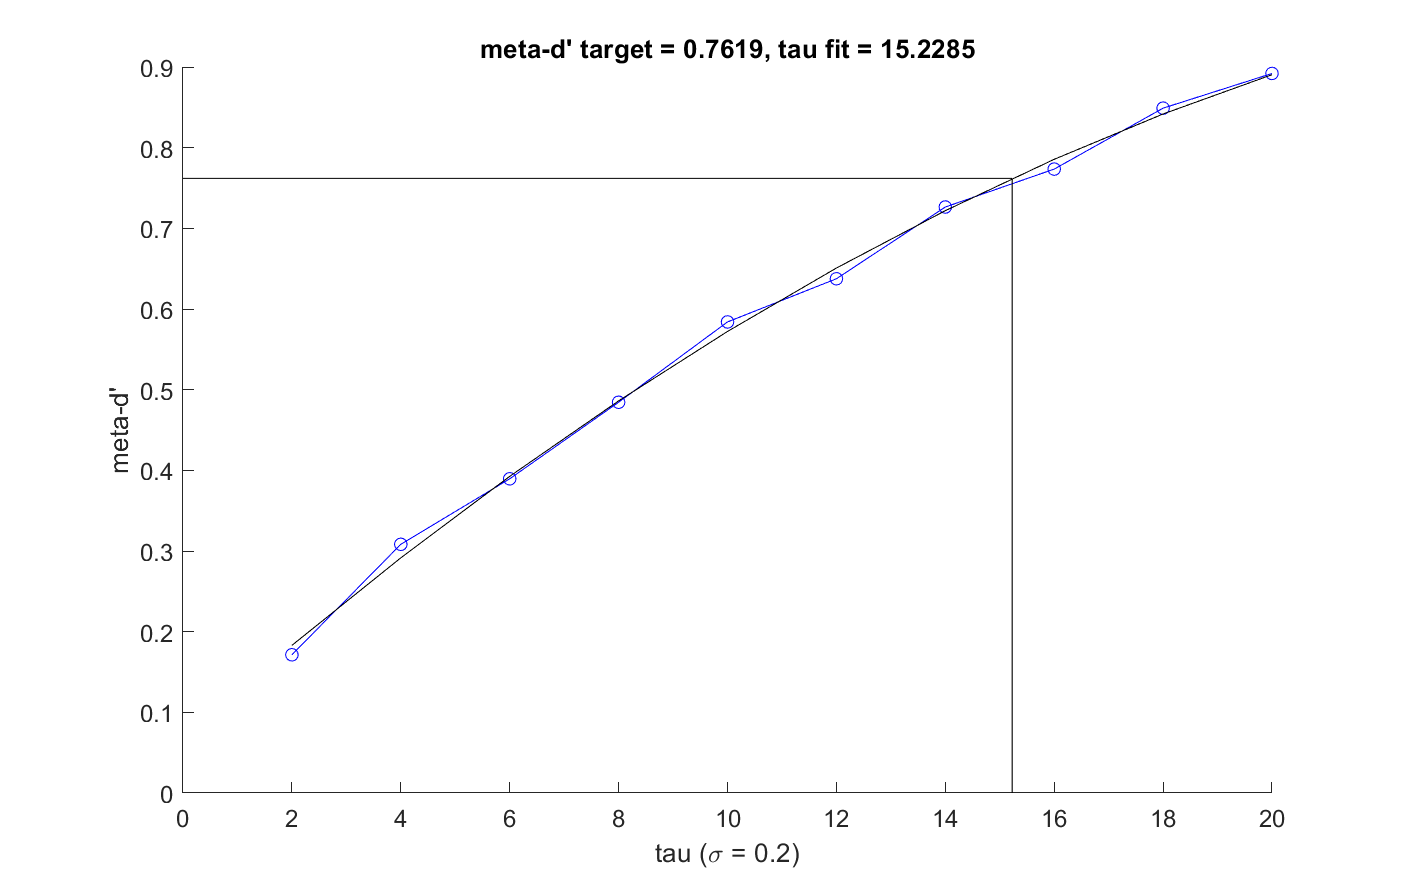 meta-d' target = 0.7619, tau fit = 15.2285
0.9
0.8
0.7
0.6
0.5
0.4
0.3
0.2
0.1
0
meta-d'
0 2 4 6 8 10 12 14 16 18 20
tau (σ = 0.2)